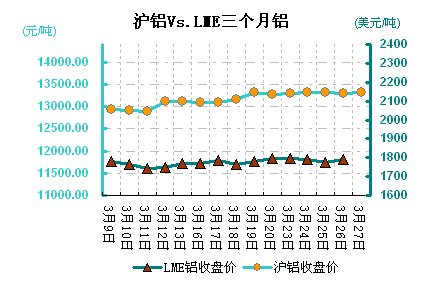 沪铝Vs.LME三个月铝
(元/吨)
(美元/吨)
14000.00
13500.00
13000.00
12500.00
12000.00
11500.00
11000.00
2400
2300
2200
2100
2000
1900
1800
1700
1600
3月9日
3月10日
3月11日
3月12日
3月13日
3月16日
3月17日
3月18日
3月19日
3月20日
3月23日
3月24日
3月25日
3月26日
3月27日
LME铝收盘价
沪铝收盘价